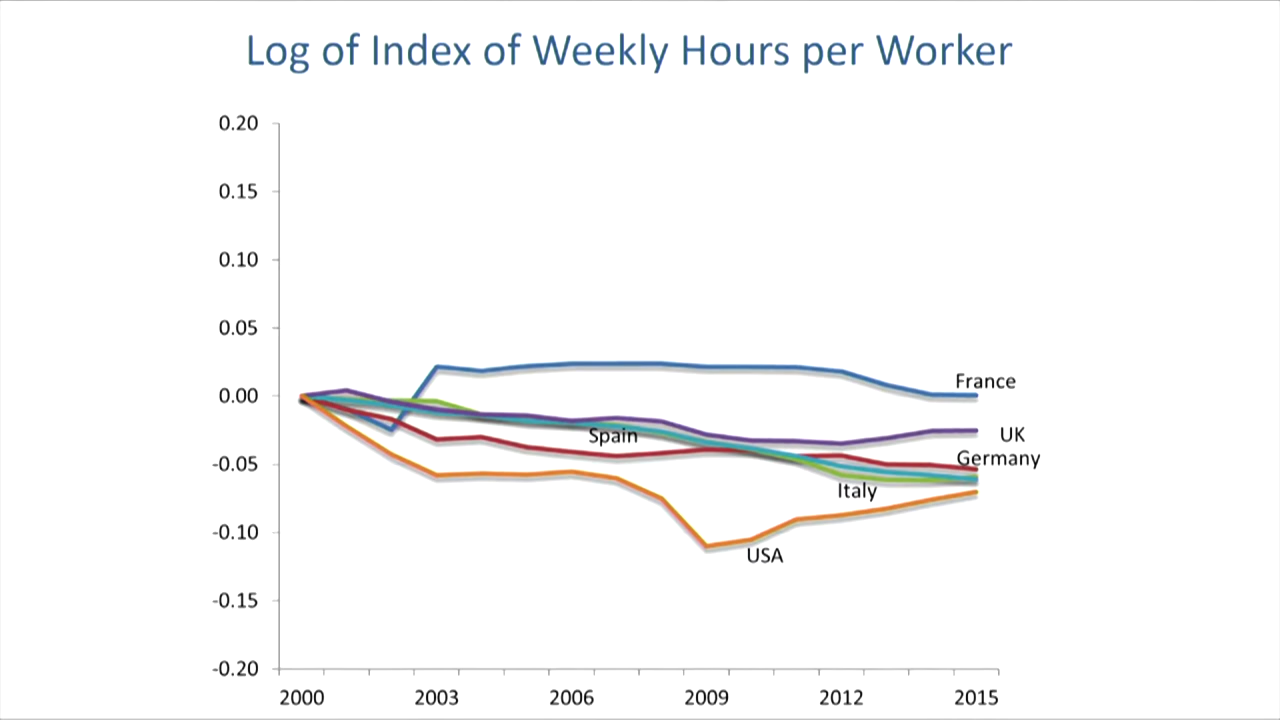 Log of Index of Weekly Hours per Worker
0.20
0.15
0.10
0.05
0.00
-0.05
-0.10
-0.15
-0.20
France
UK
Spain
Germany
Italy
USA
2000 2003 2006 2009 2012 2015